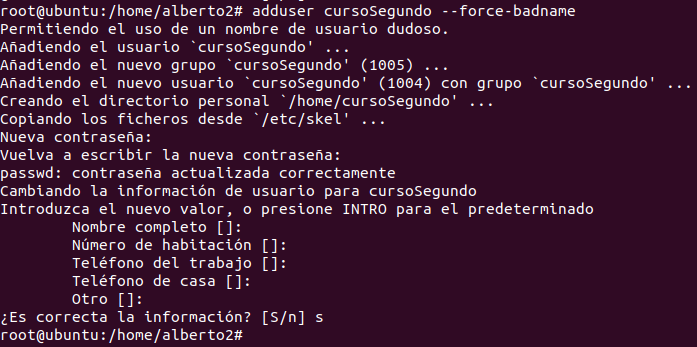 root@ubuntu:/home/alberto2# adduser cursoSegundo --force-badname
Permitiendo el uso de un nombre de usuario dudoso.
Añadiendo el usuario `cursoSegundo' ...
Añadiendo el nuevo grupo `cursoSegundo' (1005) ...
Añadiendo el nuevo usuario `cursoSegundo' (1004) con grupo `cursoSegundo' ...
Creando el directorio personal `/home/cursoSegundo' ...
Copiando los ficheros desde `/etc/skel' ...
Nueva contraseña:
Vuelva a escribir la nueva contraseña:
passwd: contraseña actualizada correctamente
Cambiando la información de usuario para cursoSegundo
Introduzca el nuevo valor, o presione INTRO para el predeterminado
Nombre completo []:
Número de habitación []:
Teléfono del trabajo []:
Teléfono de casa []:
Otro []:
¿Es correcta la información? [S/n] s
root@ubuntu:/home/alberto2#